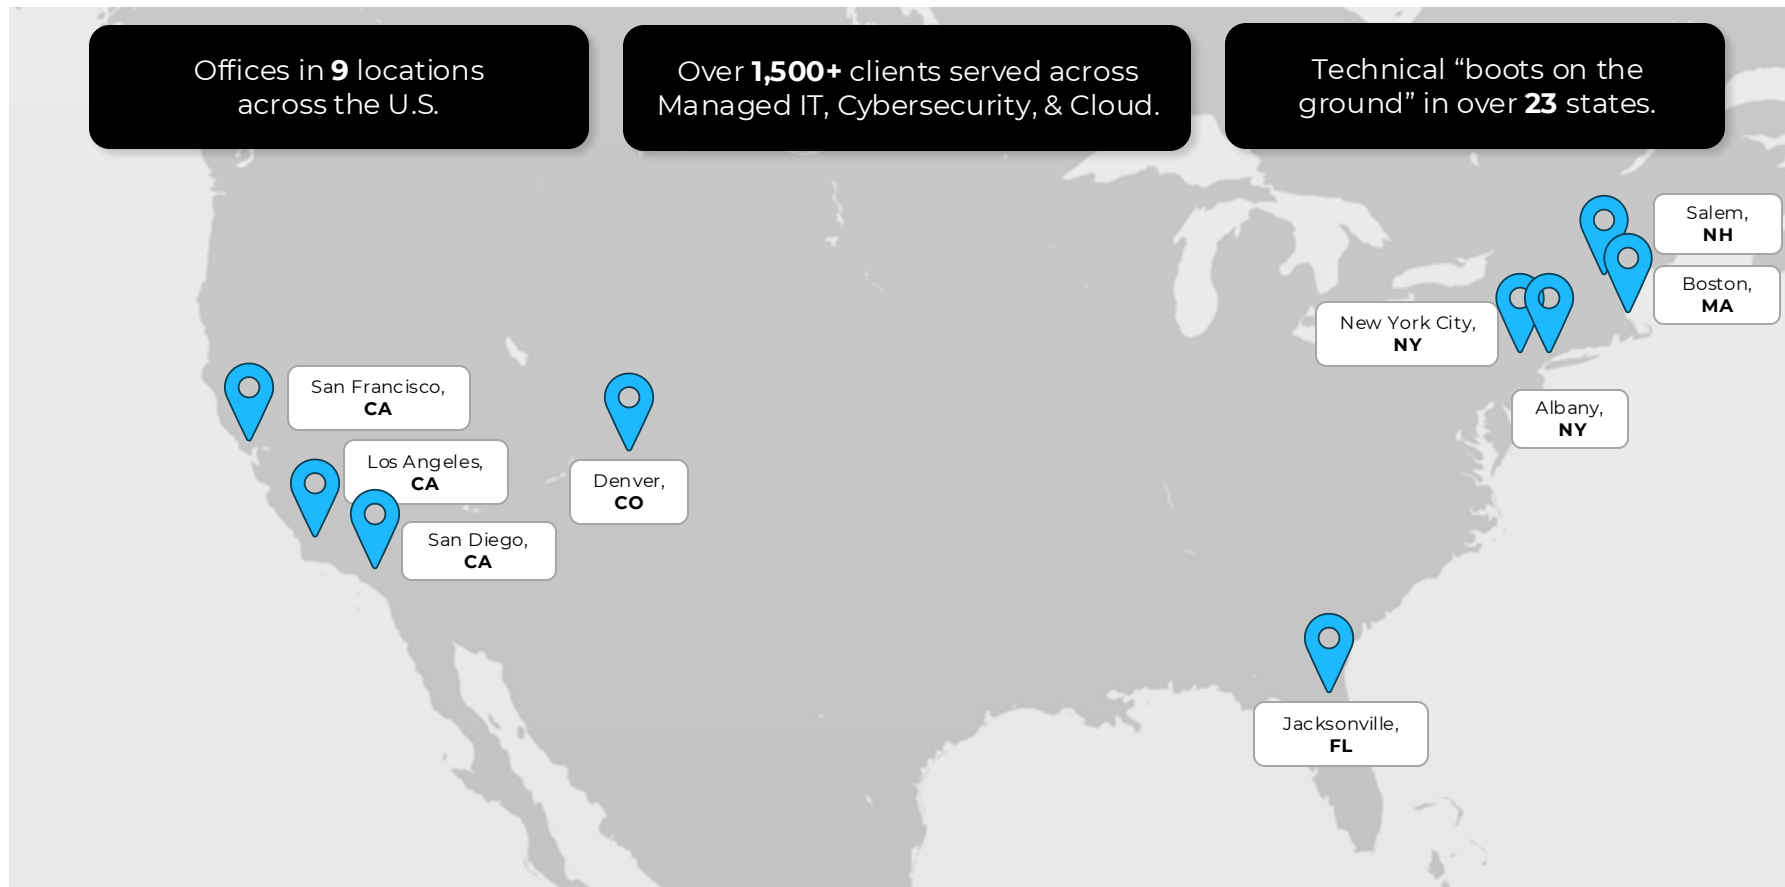 Offices in 9 locations
across the U.S.
Over 1,500+ clients served across
Managed IT, Cybersecurity, & Cloud.
Technical “boots on the
ground” in over 23 states.
Salem,
NH
Boston,
MA
New York City,
NY
Albany,
NY
San Francisco,
CA
Los Angeles,
CA
San Diego,
CA
Denver,
CO
Jacksonville,
FL